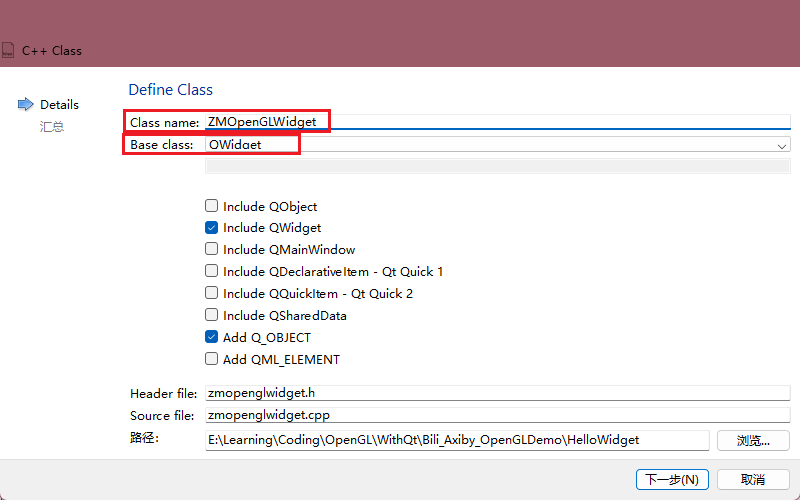 C++ Class
Define Class
Details
汇总
Class name: ZMOpenGLWidget
Base class: QWidget
Include QObject
Include QWidget
Include QMainWindow
Include QDeclarativeItem - Qt Quick 1
Include QQuickItem - Qt Quick 2
Include QSharedData
Add Q_OBJECT
Add QML_ELEMENT
Header file: zmopenglwidget.h
Source file: zmopenglwidget.cpp
路径: E:\Learning\Coding\OpenGL\WithQt\Bili_Axiby_OpenGLDemo\HelloWidget 浏览...
下一步(N) 取消